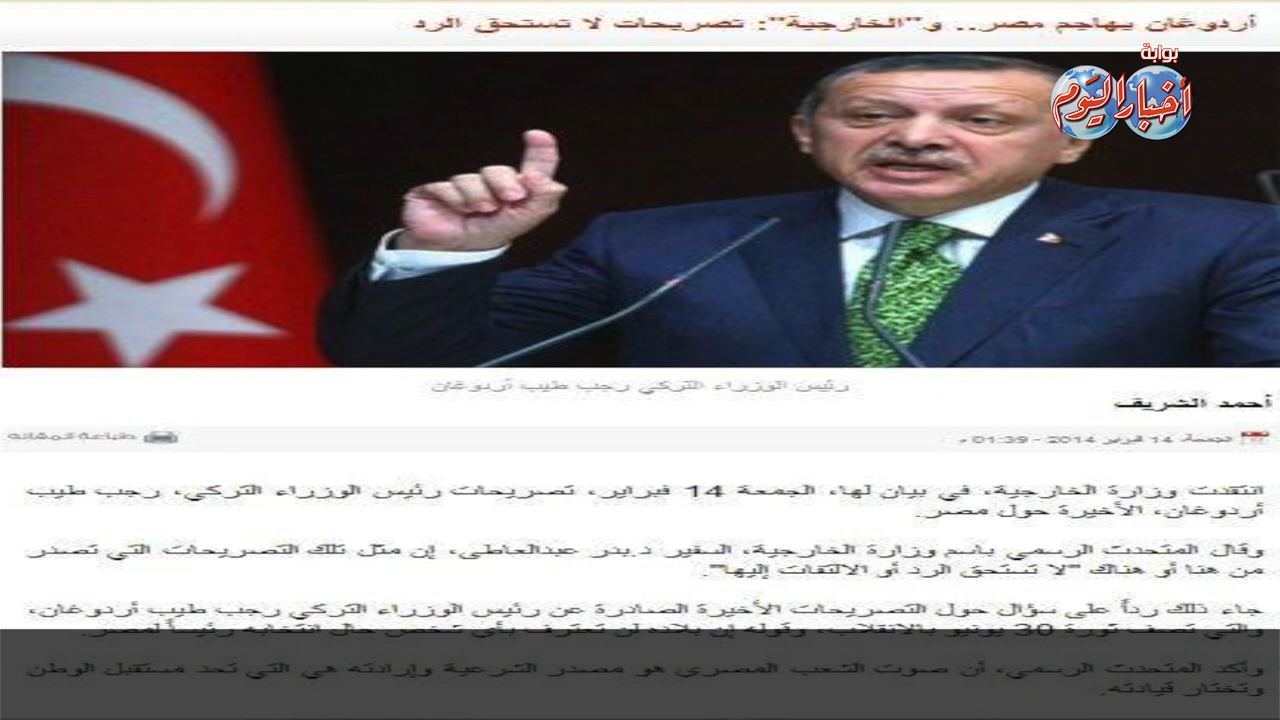 أردوغان يهاجم مصر.. و"الخارجية": تصريحات لا تستحق الرد
بوابة
أخبار اليوم
رئيس الوزراء التركي رجب طيب أردوغان
أحمد الشريف
الجمعة، 14 فبراير 2014 - 01:39 م
طباعة المقالة
انتقدت وزارة الخارجية، في بيان لها، الجمعة 14 فبراير، تصريحات رئيس الوزراء التركي، رجب طيب
أردوغان، الأخيرة حول مصر.
وقال المتحدث الرسمي باسم وزارة الخارجية، السفير د.بدر عبدالعاطى، إن مثل تلك التصريحات التي تصدر
من هنا أو هناك "لا تستحق الرد أو الالتفات إليها".
جاء ذلك رداً على سؤال حول التصريحات الأخيرة الصادرة عن رئيس الوزراء التركي رجب طيب أردوغان،
والتي تصف ثورة 30 يونيو بالانقلاب، وقوله إن بلاده لن تعترف بأي شخص حال انتخابه رئيساً لمصر.
وأكد المتحدث الرسمي، أن صوت الشعب المصري هو مصدر الشرعية وإرادته هي التي تحد مستقبل الوطن
وتختار قيادته.